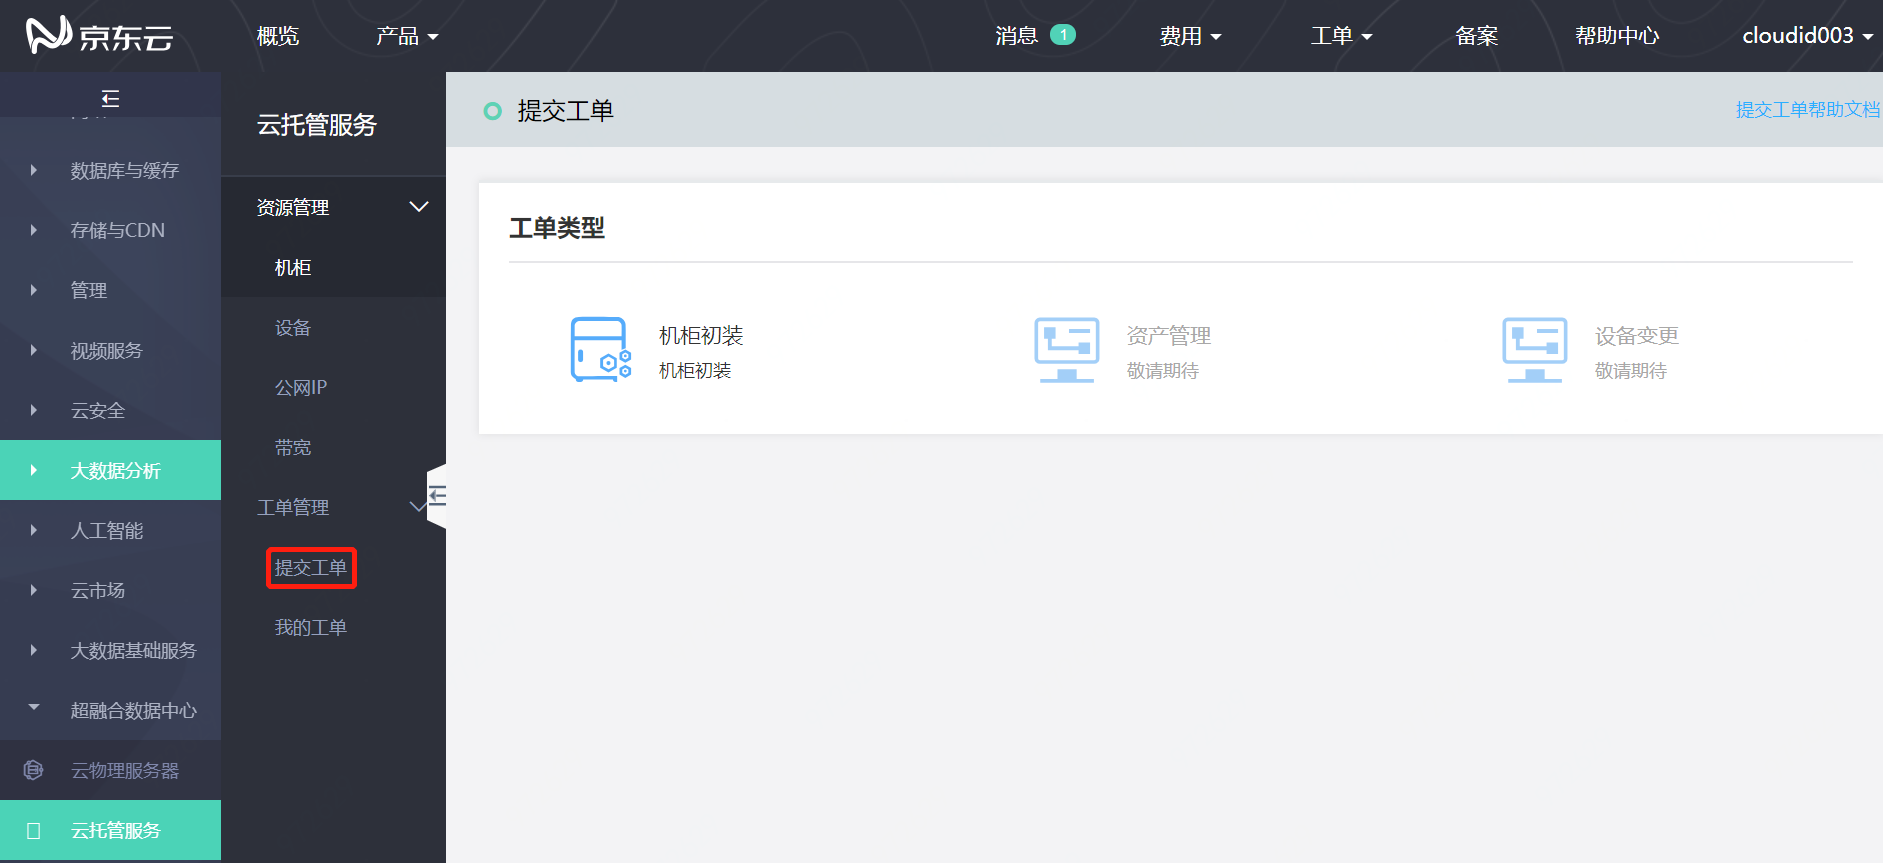 京东云
概览
产品
消息 1
费用
工单
备案
帮助中心
cloudid003
数据库与缓存
存储与CDN
管理
视频服务
云安全
大数据分析
人工智能
云市场
大数据基础服务
超融合数据中心
云物理服务器
云托管服务
云托管服务
资源管理
机柜
设备
公网IP
带宽
工单管理
提交工单
我的工单
提交工单
提交工单帮助文档
工单类型
机柜初装
机柜初装
资产管理
敬请期待
设备变更
敬请期待